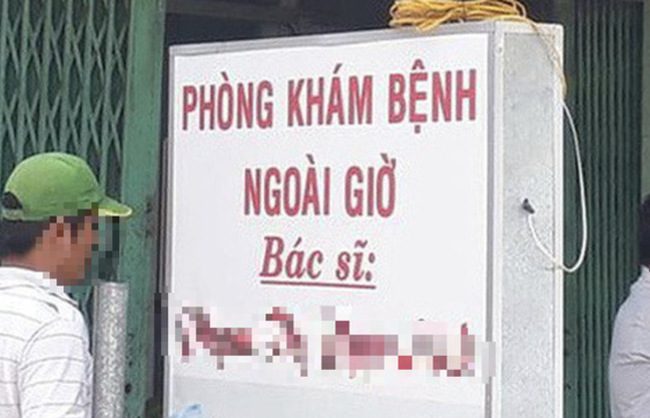 PHÒNG KHÁM BỆNH
NGOÀI GIỜ
Bác sĩ: